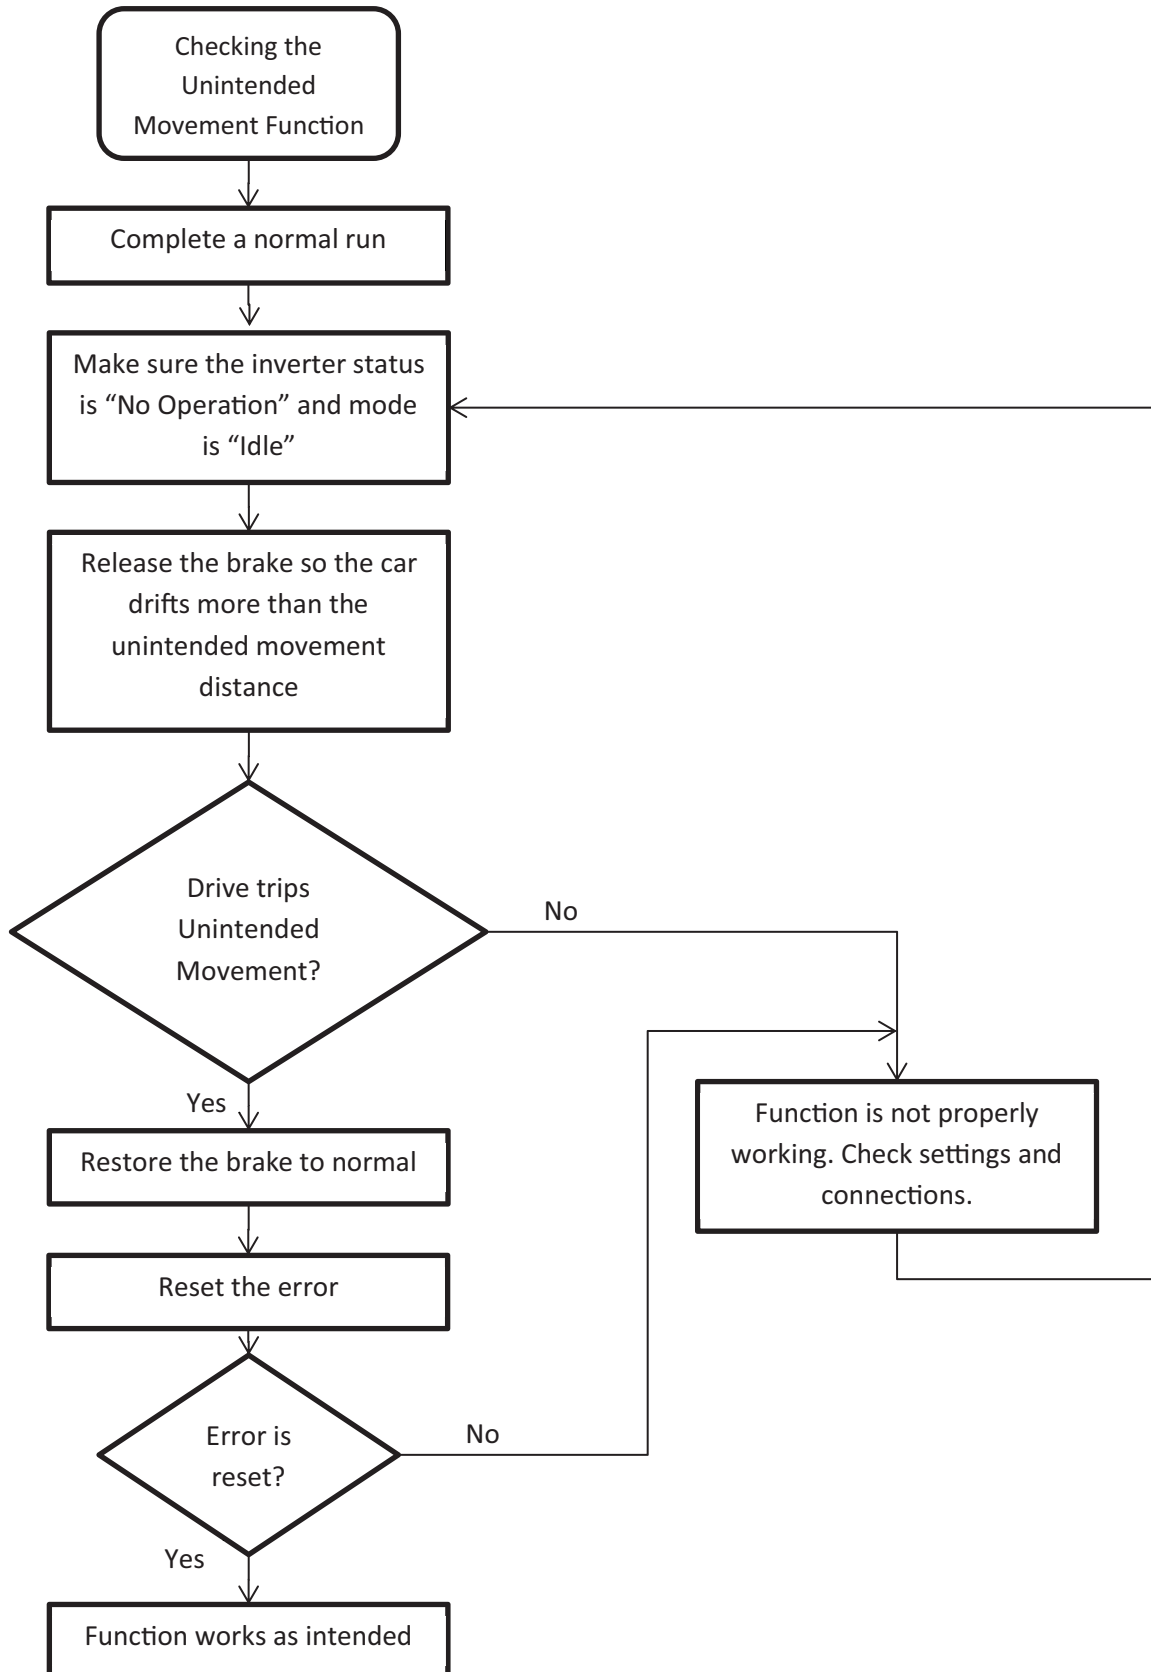 Checking the
Unintended
Movement Function
Complete a normal run
Make sure the inverter status
is “No Operation” and mode
is “Idle”
Release the brake so the car
drifts more than the
unintended movement
distance
Drive trips
Unintended
Movement?
No
Yes
Restore the brake to normal
Function is not properly
working. Check settings and
connections.
Reset the error
Error is
reset?
No
Yes
Function works as intended